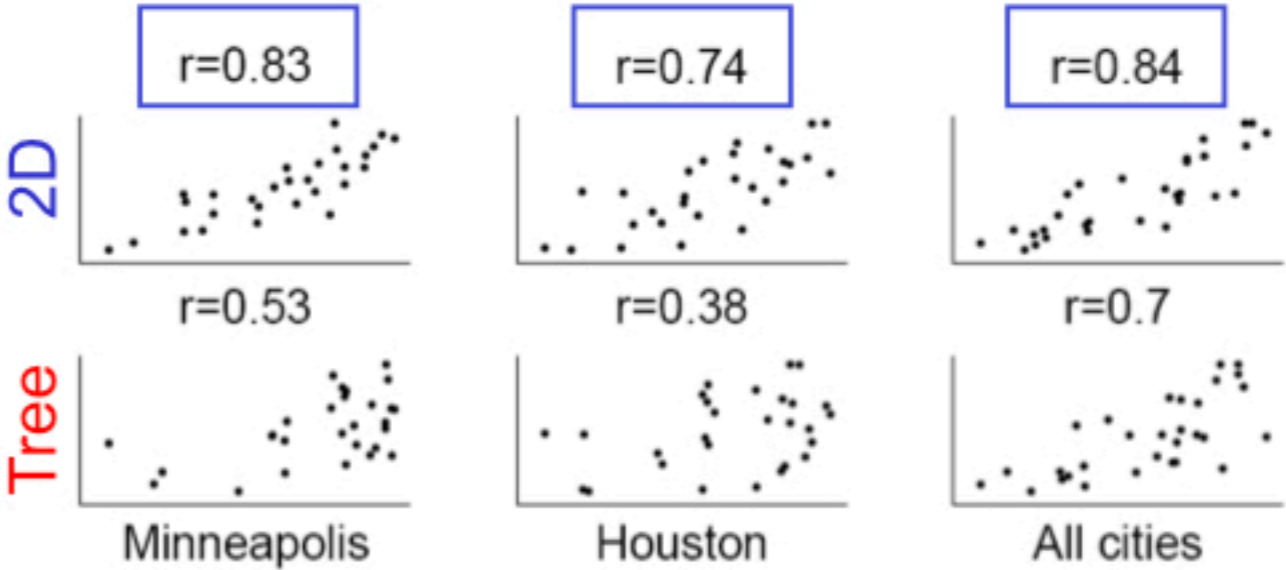 r=0.83 r=0.74 r=0.84
2D
r=0.53 r=0.38 r=0.7
Tree
Minneapolis Houston All cities